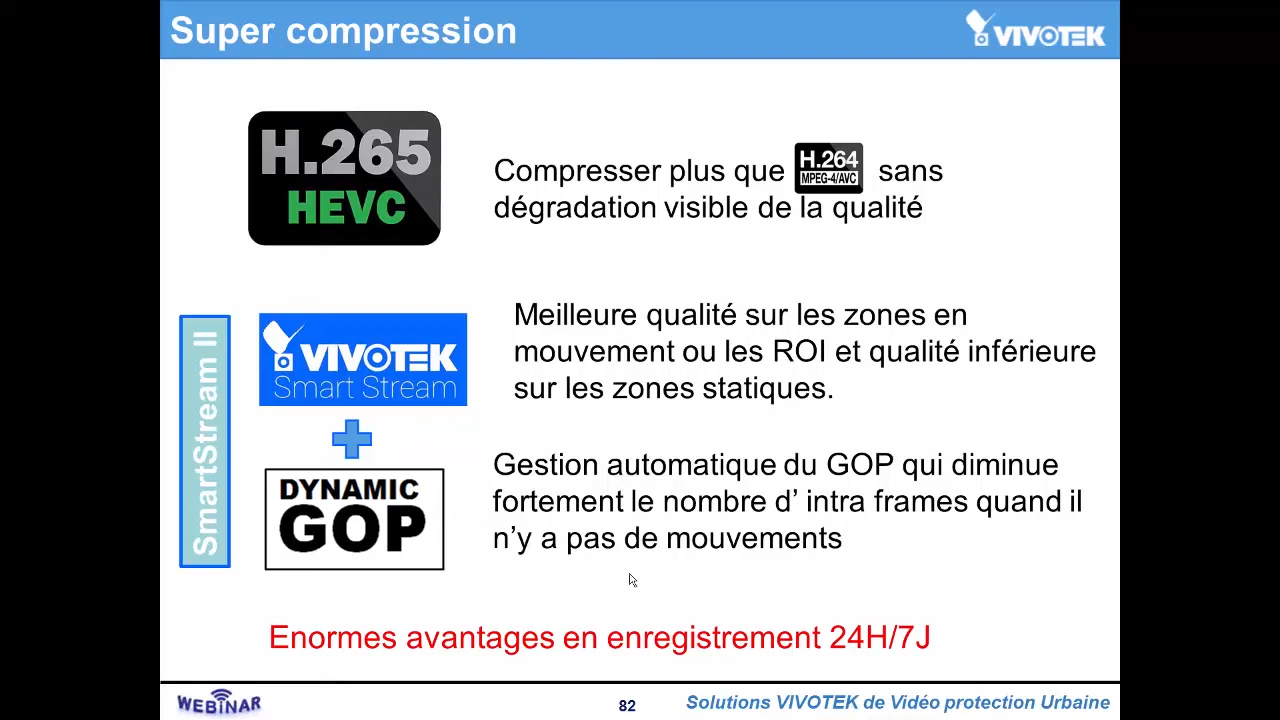 Super compression
VIVOTEK
H.265
HEVC
Compresser plus que H.264 MPEG-4/AVC sans
dégradation visible de la qualité
SmartStream II
VIVOTEK
Smart Stream
Meilleure qualité sur les zones en
mouvement ou les ROI et qualité inférieure
sur les zones statiques.
DYNAMIC
GOP
Gestion automatique du GOP qui diminue
fortement le nombre d’ intra frames quand il
n’y a pas de mouvements
Enormes avantages en enregistrement 24H/7J
WEBINAR
82
Solutions VIVOTEK de Vidéo protection Urbaine